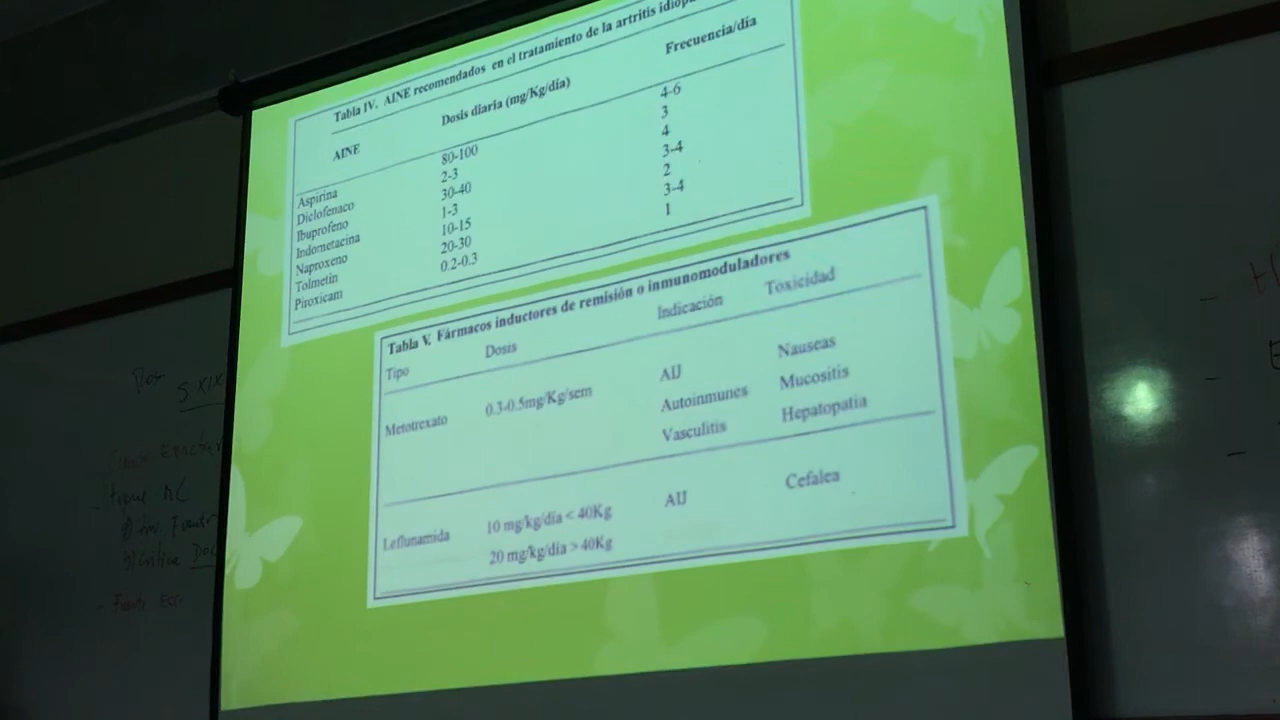 Tabla IV. AINE recomendados en el tratamiento de la artritis
AINE Dosis diaria (mg/Kg/día) Frecuencia/día
Aspirina 80-100 4-6
Diclofenaco 2-3 3
Ibuprofeno 30-40 4
Indometacina 1-3 3-4
Naproxeno 10-15 2
Tolmetin 20-30 3-4
Piroxicam 0.2-0.3 1
Tabla V. Fármacos inductores de remisión o inmunomoduladores
Tipo Dosis Indicación Toxicidad
Metotrexato 0.3-0.5mg/Kg/sem AIJ Nauseas
Autoinmunes Mucositis
Vasculitis Hepatopatia
Leflunamida 10 mg/kg/día < 40Kg AIJ Cefalea
20 mg/kg/día > 40Kg
S. XIX